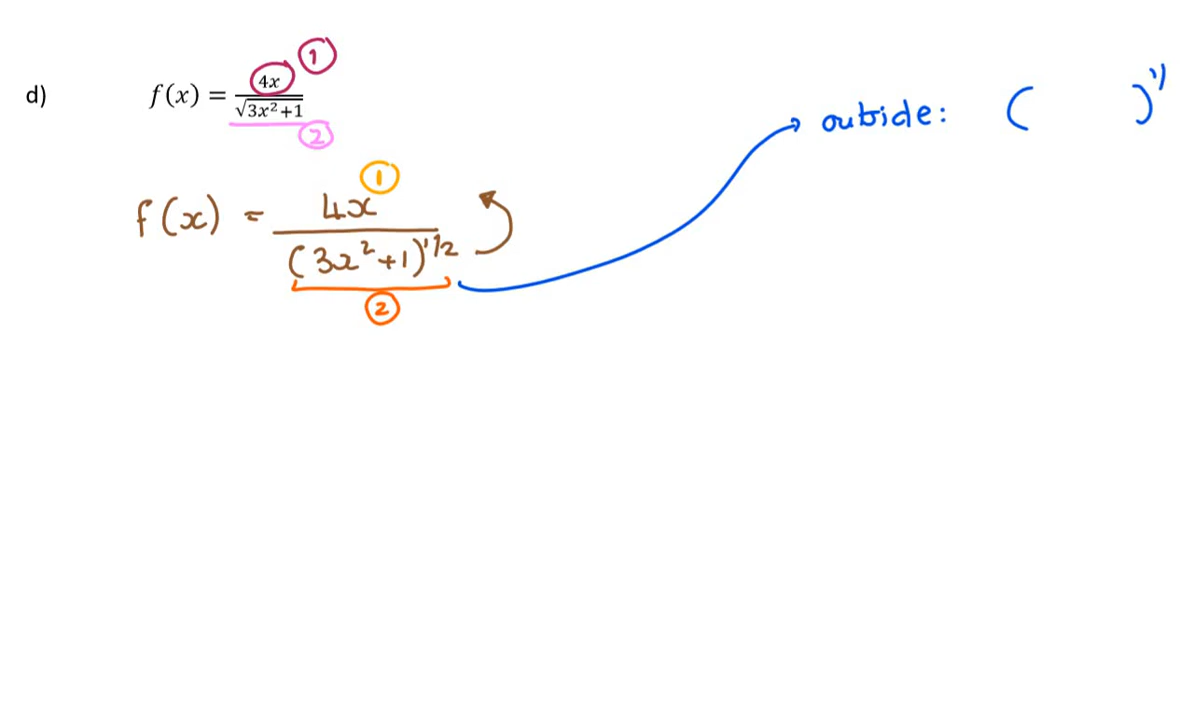 d) f(x) = 4x / √3x²+1 ①
②
f(x) = 4x / (3x²+1)^1/2 ①
②
outside: ( )